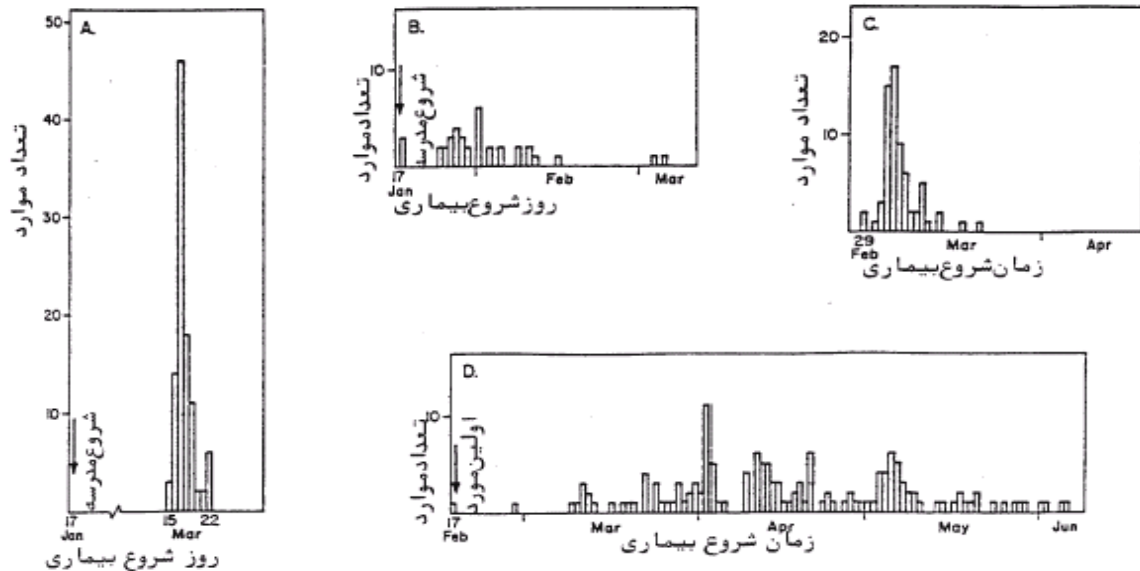 A.
50
40
30
20
10
تعداد موارد
شروع مدرسه
17
Jan
15
22
Mar
روز شروع بیماری
B.
10
تعداد موارد
شروع مدرسه
17
Jan
Feb
Mar
روز شروع بیماری
C.
20
10
تعداد موارد
29
Feb
Mar
Apr
زمان شروع بیماری
D.
10
تعداد موارد
اولین مورد
17
Feb
Mar
Apr
May
Jun
زمان شروع بیماری